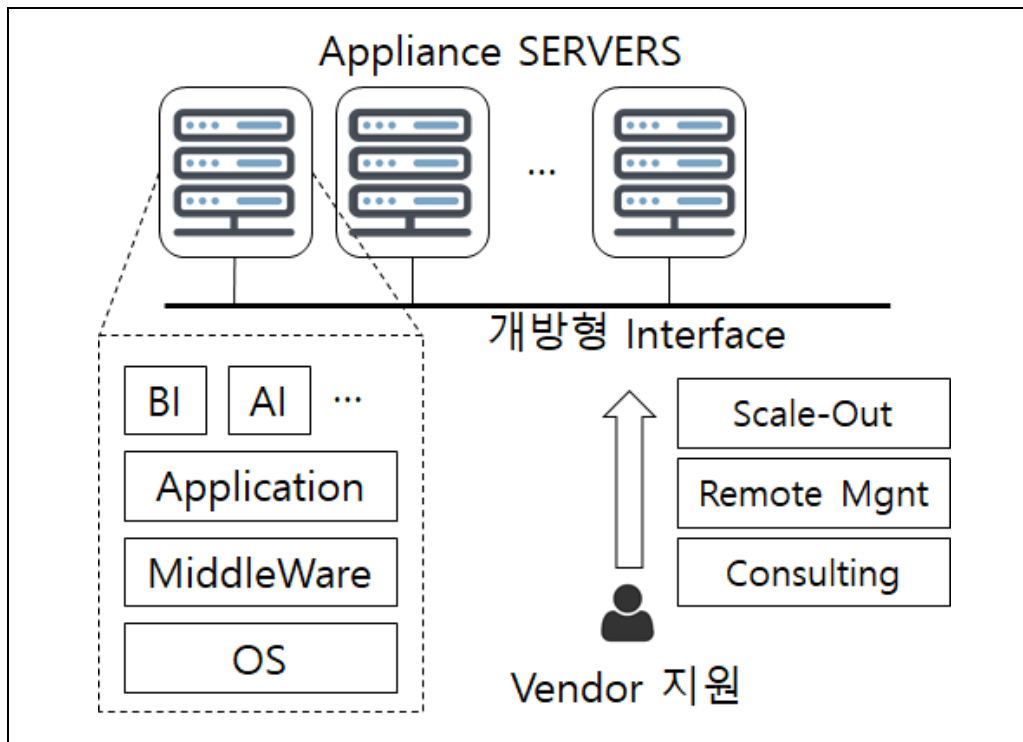 Appliance SERVERS
...
개방형 Interface
BI
AI
...
Application
MiddleWare
OS
Scale-Out
Remote Mgnt
Consulting
Vendor 지원